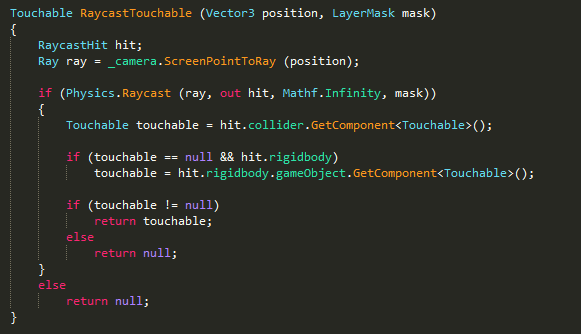 Touchable RaycastTouchable (Vector3 position, LayerMask mask)
{
    RaycastHit hit;
    Ray ray = _camera.ScreenPointToRay (position);

    if (Physics.Raycast (ray, out hit, Mathf.Infinity, mask))
    {
        Touchable touchable = hit.collider.GetComponent<Touchable>();

        if (touchable == null && hit.rigidbody)
            touchable = hit.rigidbody.gameObject.GetComponent<Touchable>();

        if (touchable != null)
            return touchable;
        else
            return null;
    }
    else
        return null;
}